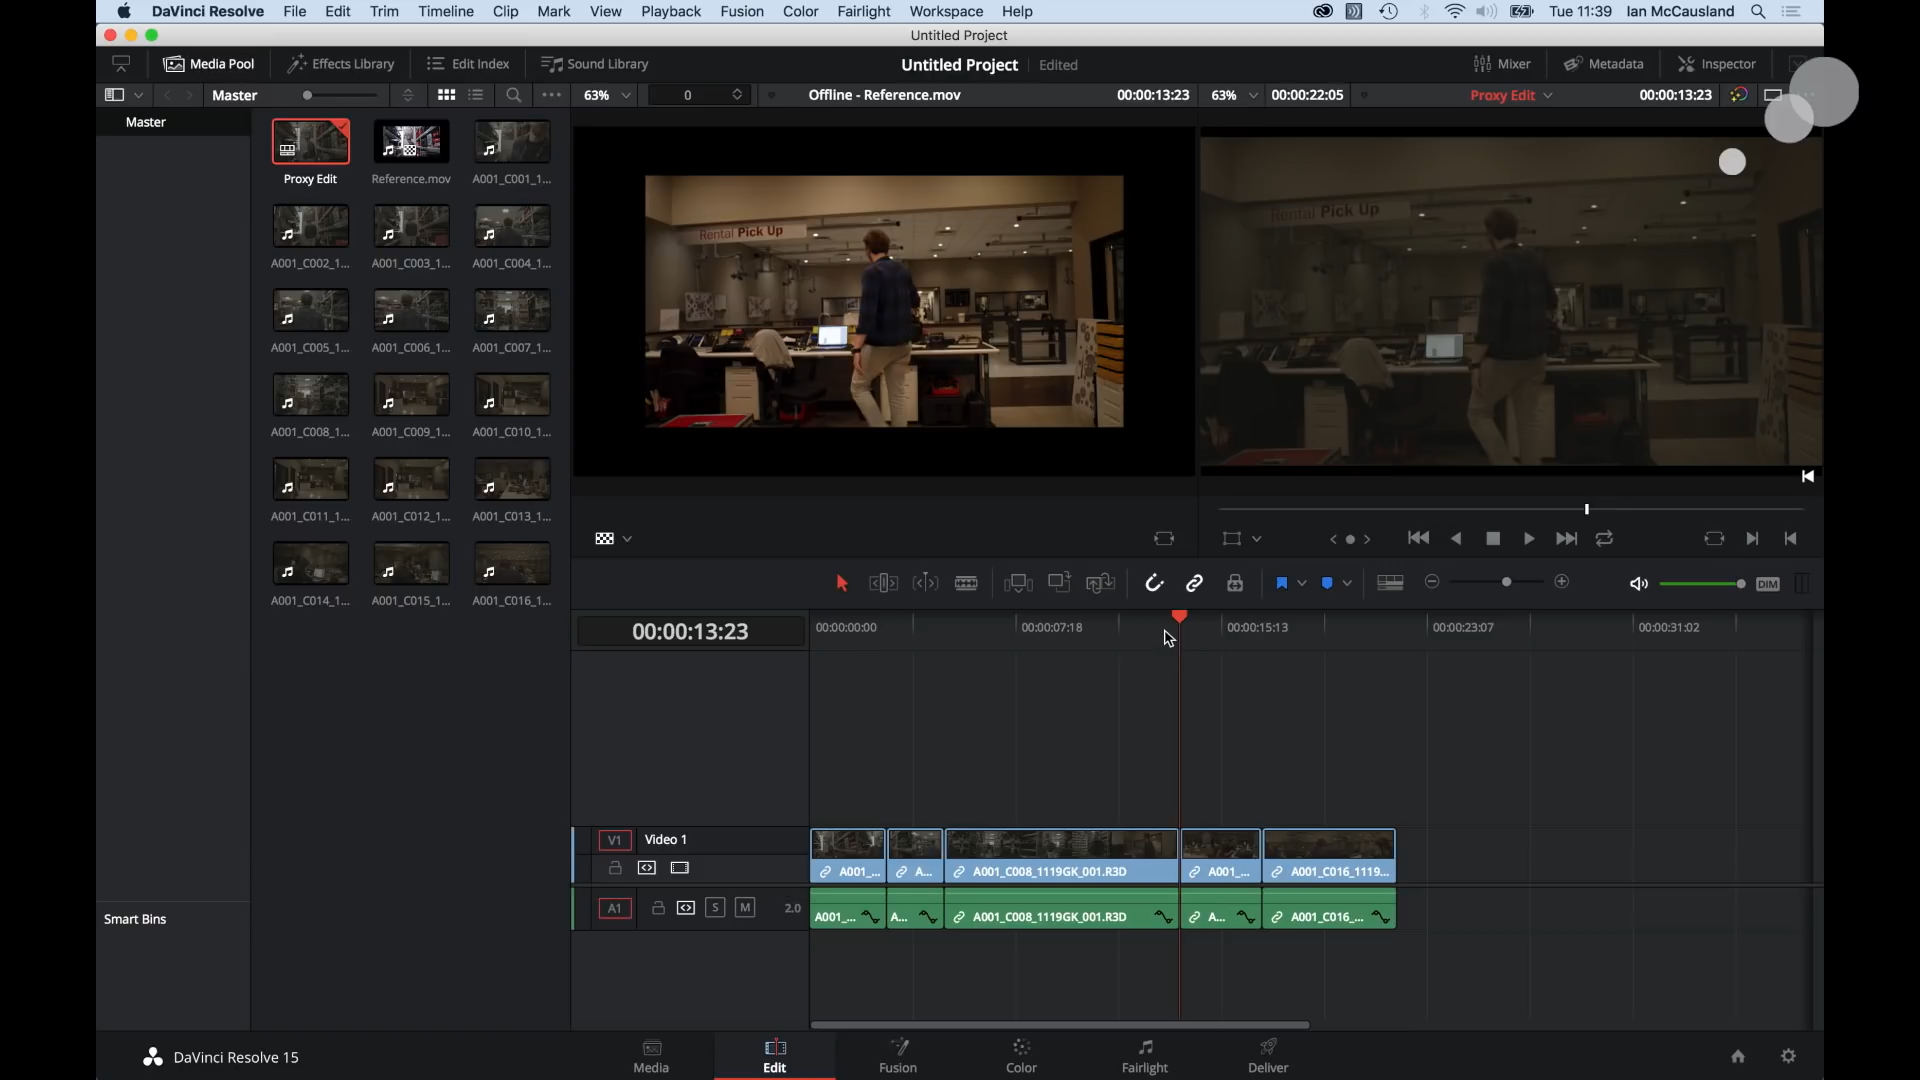 DaVinci Resolve File Edit Trim Timeline Clip Mark View Playback Fusion Color Fairlight Workspace Help Tue 11:39 Ian McCausland
Untitled Project
Media Pool Effects Library Edit Index Sound Library Untitled Project Edited Mixer Metadata Inspector
Master 63% 0 Offline - Reference.mov 00:00:13:23 63% 00:00:22:05 Proxy Edit 00:00:13:23
Master
Proxy Edit Reference.mov A001_C001_1...
A001_C002_1... A001_C003_1... A001_C004_1...
A001_C005_1... A001_C006_1... A001_C007_1...
A001_C008_1... A001_C009_1... A001_C010_1...
A001_C011_1... A001_C012_1... A001_C013_1...
A001_C014_1... A001_C015_1... A001_C016_1...
Rental Pick Up
Rental Pick Up
DIM
00:00:13:23 00:00:00:00 00:00:07:18 00:00:15:13 00:00:23:07 00:00:31:02
V1 Video 1
A001_... A... A001_C008_1119GK_001.R3D A001_... A001_C016_1119...
A1 S M 2.0
A001_... A... A001_C008_1119GK_001.R3D A... A001_C016_...
Smart Bins
DaVinci Resolve 15 Media Edit Fusion Color Fairlight Deliver